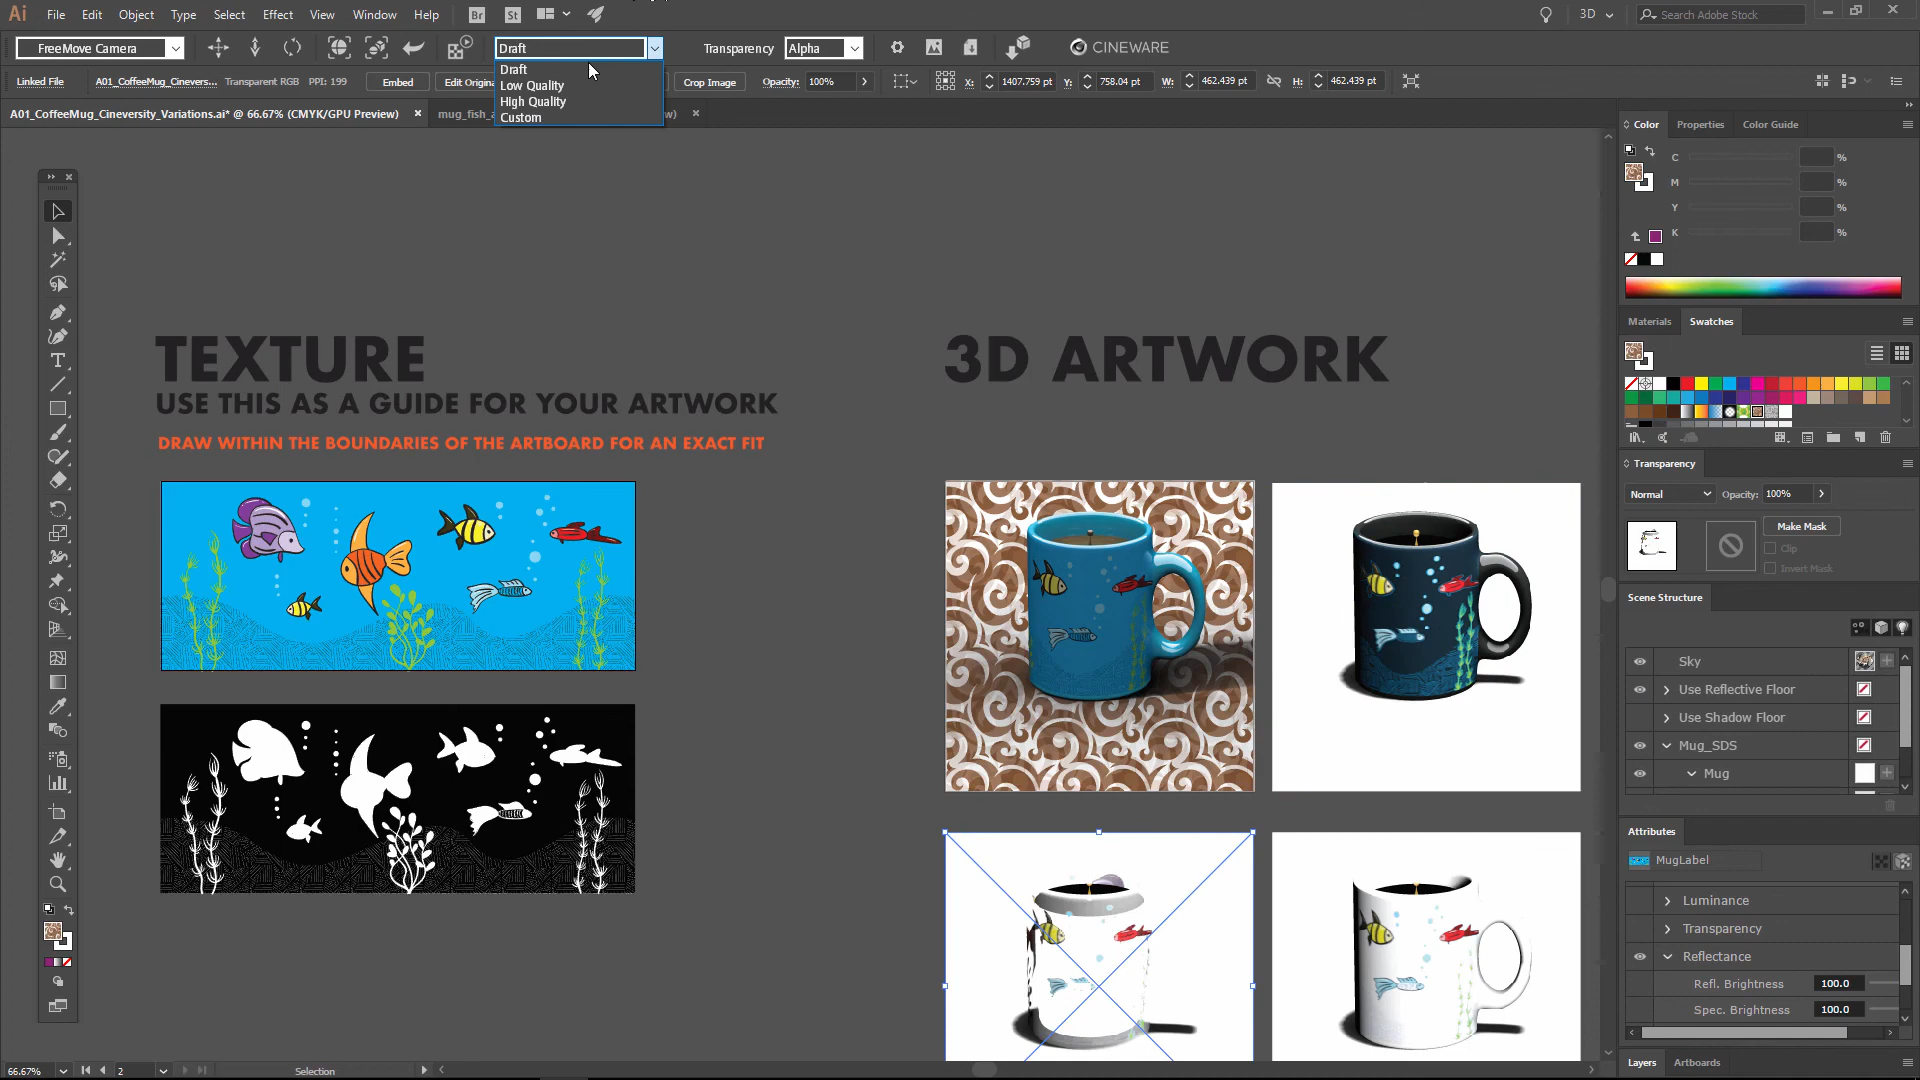 Ai File Edit Object Type Select Effect View Window Help Br St 3D Search Adobe Stock
FreeMove Camera Draft Transparency Alpha CINEWARE
Draft
Low Quality
High Quality
Custom
Linked File A01_CoffeeMug_Cinevers... Transparent RGB PPI: 199 Embed Edit Origina Crop Image Opacity: 100% X: 1407.759 pt Y: 758.04 pt W: 462.439 pt H: 462.439 pt
A01_CoffeeMug_Cineversity_Variations.ai* @ 66.67% (CMYK/GPU Preview) × mug_fish_a w) ×
Color Properties Color Guide
C %
M %
Y %
K %
Materials Swatches
Transparency
Normal Opacity: 100%
Make Mask
Clip
Invert Mask
Scene Structure
Sky
Use Reflective Floor
Use Shadow Floor
Mug_SDS
Mug
Attributes
MugLabel
Luminance
Transparency
Reflectance
Refl. Brightness 100.0
Spec. Brightness 100.0
Layers Artboards
TEXTURE
USE THIS AS A GUIDE FOR YOUR ARTWORK
DRAW WITHIN THE BOUNDARIES OF THE ARTBOARD FOR AN EXACT FIT
3D ARTWORK
66.67% 2 Selection